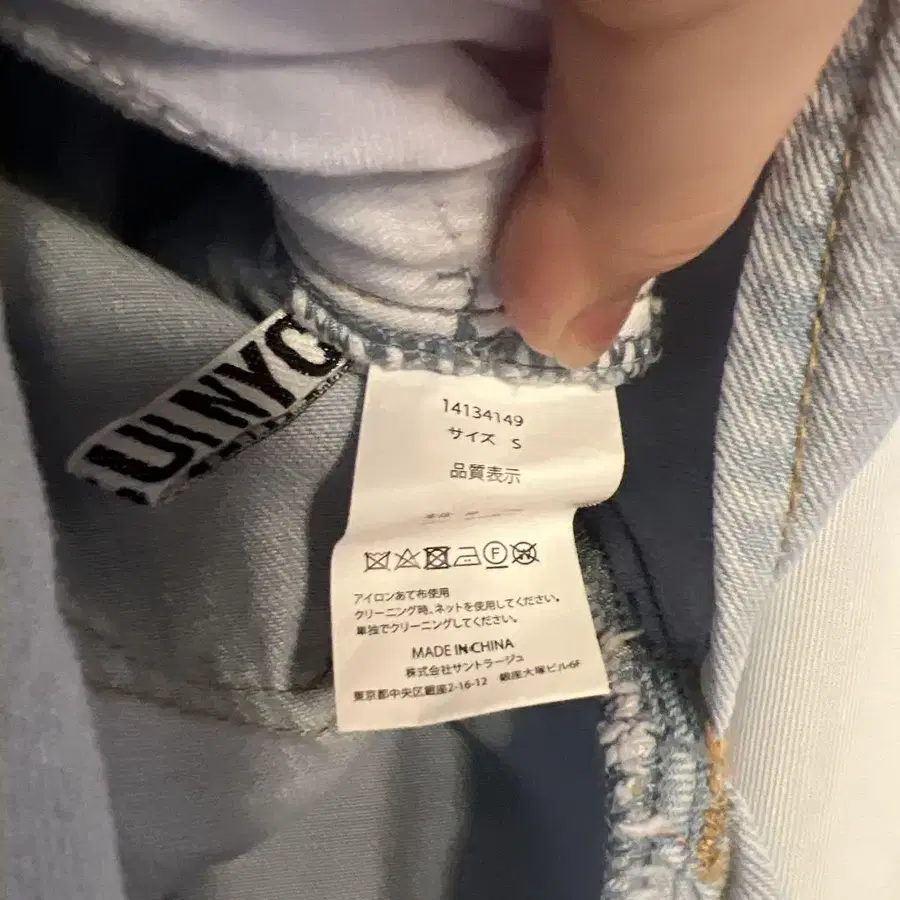 14134149
サイズ S
品質表示
アイロンあて布使用
クリーニング時、ネットを使用してください。
単独でクリーニングしてください。
MADE IN CHINA
株式会社サントラージュ
東京都中央区銀座2-16-12 銀座大塚ビル6F